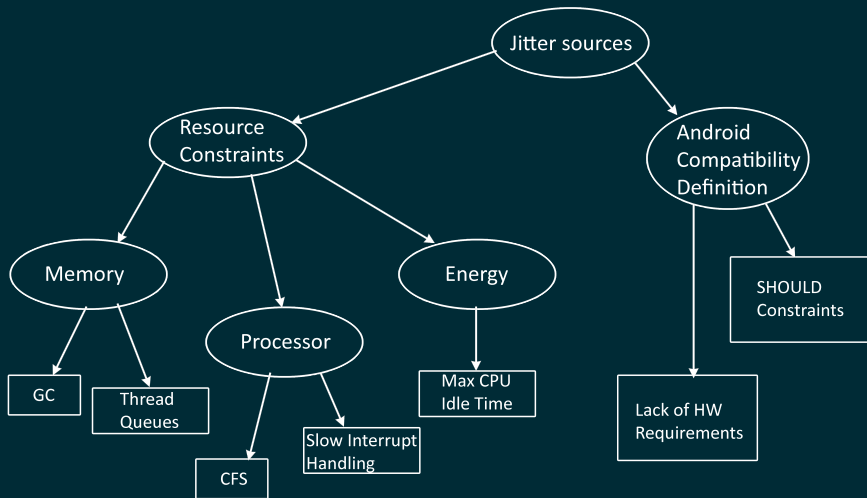 Jitter sources
Resource
Constraints
Android
Compatibility
Definition
Memory
Energy
SHOULD
Constraints
Processor
GC
Thread
Queues
Max CPU
Idle Time
Lack of HW
Requirements
Slow Interrupt
Handling
CFS